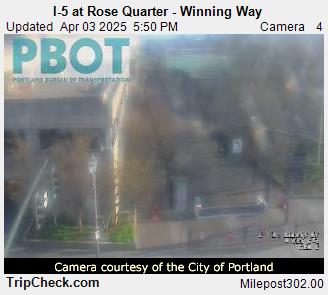 I-5 at Rose Quarter - Winning Way
Updated Apr 03 2025 5:50 PM Camera 4
PBOT
PORTLAND BUREAU OF TRANSPORTATION
Camera courtesy of the City of Portland
TripCheck.com Milepost302.00